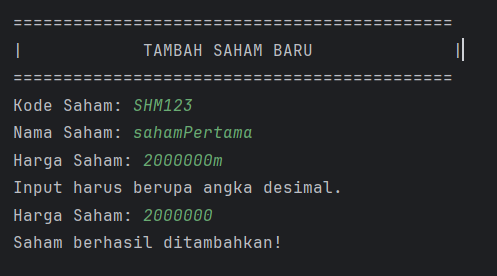 ============================================
|            TAMBAH SAHAM BARU              |
============================================
Kode Saham: SHM123
Nama Saham: sahamPertama
Harga Saham: 2000000m
Input harus berupa angka desimal.
Harga Saham: 2000000
Saham berhasil ditambahkan!